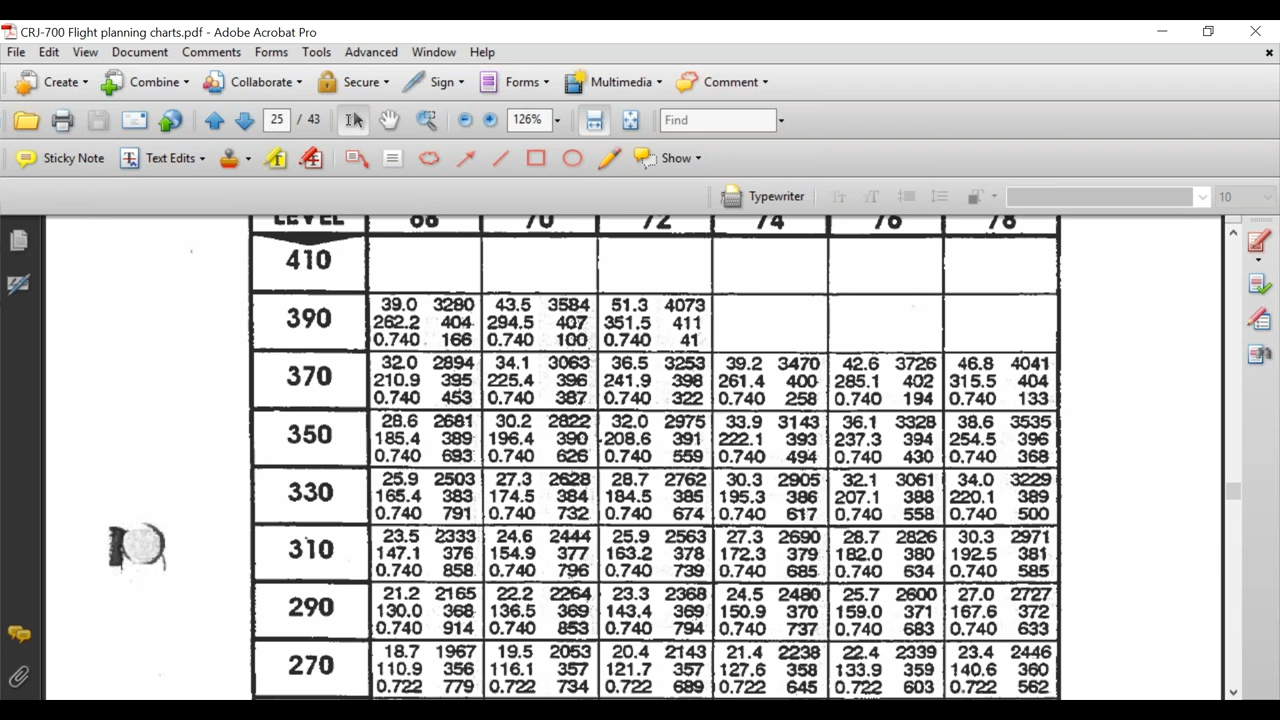 CRJ-700 Flight planning charts.pdf - Adobe Acrobat Pro
File Edit View Document Comments Forms Tools Advanced Window Help
Create Combine Collaborate Secure Sign Forms Multimedia Comment
25 / 43 126% Find
Sticky Note Text Edits Show
Typewriter 10
LEVEL 68 70 72 74 76 78
410
39.0 3280 43.5 3584 51.3 4073
390 262.2 404 294.5 407 351.5 411
0.740 166 0.740 100 0.740 41
32.0 2894 34.1 3063 36.5 3253 39.2 3470 42.6 3726 46.8 4041
370 210.9 395 225.4 396 241.9 398 261.4 400 285.1 402 315.5 404
0.740 453 0.740 387 0.740 322 0.740 258 0.740 194 0.740 133
28.6 2681 30.2 2822 32.0 2975 33.9 3143 36.1 3328 38.6 3535
350 185.4 389 196.4 390 208.6 391 222.1 393 237.3 394 254.5 396
0.740 693 0.740 626 0.740 559 0.740 494 0.740 430 0.740 368
25.9 2503 27.3 2628 28.7 2762 30.3 2905 32.1 3061 34.0 3229
330 165.4 383 174.5 384 184.5 385 195.3 386 207.1 388 220.1 389
0.740 791 0.740 732 0.740 674 0.740 617 0.740 558 0.740 500
23.5 2333 24.6 2444 25.9 2563 27.3 2690 28.7 2826 30.3 2971
310 147.1 376 154.9 377 163.2 378 172.3 379 182.0 380 192.5 381
0.740 858 0.740 796 0.740 739 0.740 685 0.740 634 0.740 585
21.2 2165 22.2 2264 23.3 2368 24.5 2480 25.7 2600 27.0 2727
290 130.0 368 136.5 369 143.4 369 150.9 370 159.0 371 167.6 372
0.740 914 0.740 853 0.740 794 0.740 737 0.740 683 0.740 633
18.7 1967 19.5 2053 20.4 2143 21.4 2238 22.4 2339 23.4 2446
270 110.9 356 116.1 357 121.7 357 127.6 358 133.9 359 140.6 360
0.722 779 0.722 734 0.722 689 0.722 645 0.722 603 0.722 562